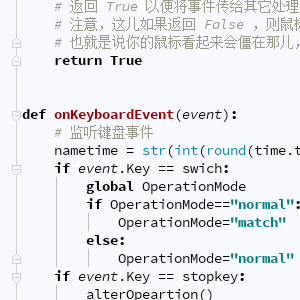 # 返回 True 以便将事件传给其它处理
# 注意，这儿如果返回 False ，则鼠标
# 也就是说你的鼠标看起来会僵在那儿，
return True
def onKeyboardEvent(event):
# 监听键盘事件
nametime = str(int(round(time.t
if event.Key == swich:
global OperationMode
if OperationMode=="normal":
OperationMode="match"
else:
OperationMode="normal"
if event.Key == stopkey:
alterOpeartion()